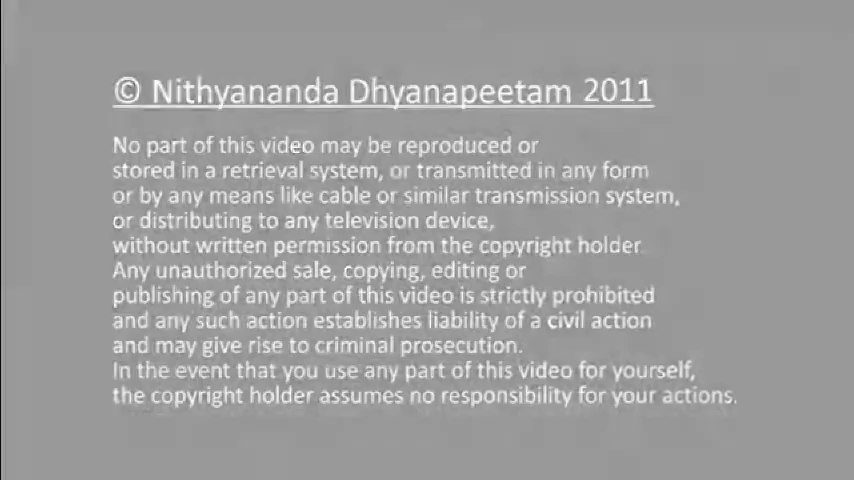 © Nithyananda Dhyanapeetam 2011
No part of this video may be reproduced or
stored in a retrieval system, or transmitted in any form
or by any means like cable or similar transmission system,
or distributing to any television device,
without written permission from the copyright holder
Any unauthorized sale, copying, editing or
publishing of any part of this video is strictly prohibited
and any such action establishes liability of a civil action
and may give rise to criminal prosecution.
In the event that you use any part of this video for yourself,
the copyright holder assumes no responsibility for your actions.